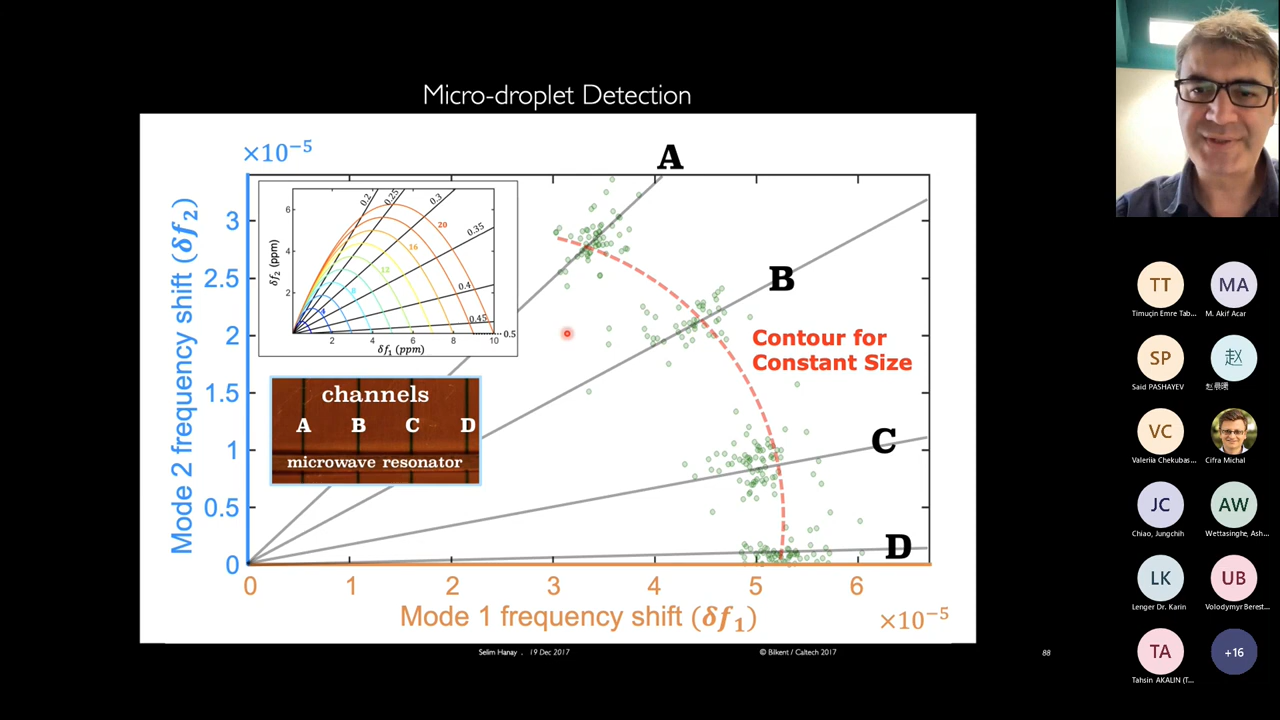 Micro-droplet Detection
×10⁻⁵
A
B
C
D
Contour for
Constant Size
Mode 2 frequency shift (δf₂)
3
2.5
2
1.5
1
0.5
0
0 1 2 3 4 5 6
Mode 1 frequency shift (δf₁)
×10⁻⁵
δf₂ (ppm)
6
4
2
2 4 6 8 10
δf₁ (ppm)
0.2
0.25
0.3
0.35
0.4
0.45
0.5
20
16
12
8
4
channels
A B C D
microwave resonator
Selim Hanay . 19 Dec 2017
© Bilkent / Caltech 2017
88
TT
Timuçin Emre Tab...
MA
M. Akif Acar
SP
Said PASHAYEV
赵
赵晨曦
VC
Valeriia Chekubas...
Cifra Michal
JC
Chiao, Jungchih
AW
Wettasinghe, Ash...
LK
Lenger Dr. Karin
UB
Volodymyr Berest...
TA
Tahsin AKALIN (T...
+16